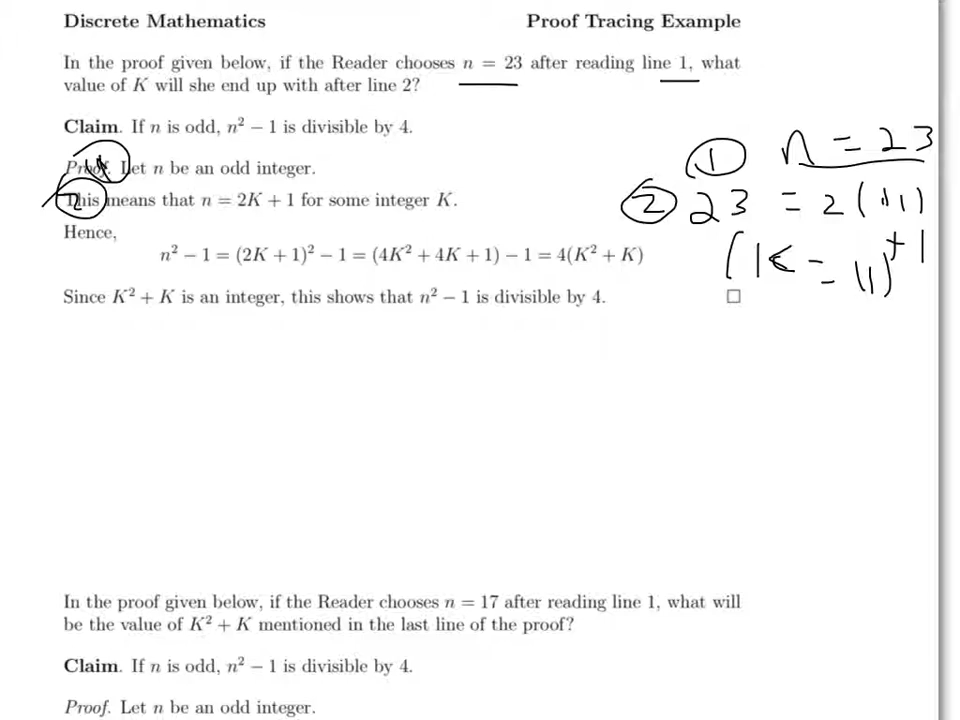 Discrete Mathematics Proof Tracing Example
In the proof given below, if the Reader chooses n = 23 after reading line 1, what
value of K will she end up with after line 2?
Claim. If n is odd, n² − 1 is divisible by 4.
Proof. Let n be an odd integer.
① n = 23
This means that n = 2K + 1 for some integer K.
② 23 = 2(11)
+1
Hence,
(K = 11)
n² − 1 = (2K + 1)² − 1 = (4K² + 4K + 1) − 1 = 4(K² + K)
Since K² + K is an integer, this shows that n² − 1 is divisible by 4. □
In the proof given below, if the Reader chooses n = 17 after reading line 1, what will
be the value of K² + K mentioned in the last line of the proof?
Claim. If n is odd, n² − 1 is divisible by 4.
Proof. Let n be an odd integer.